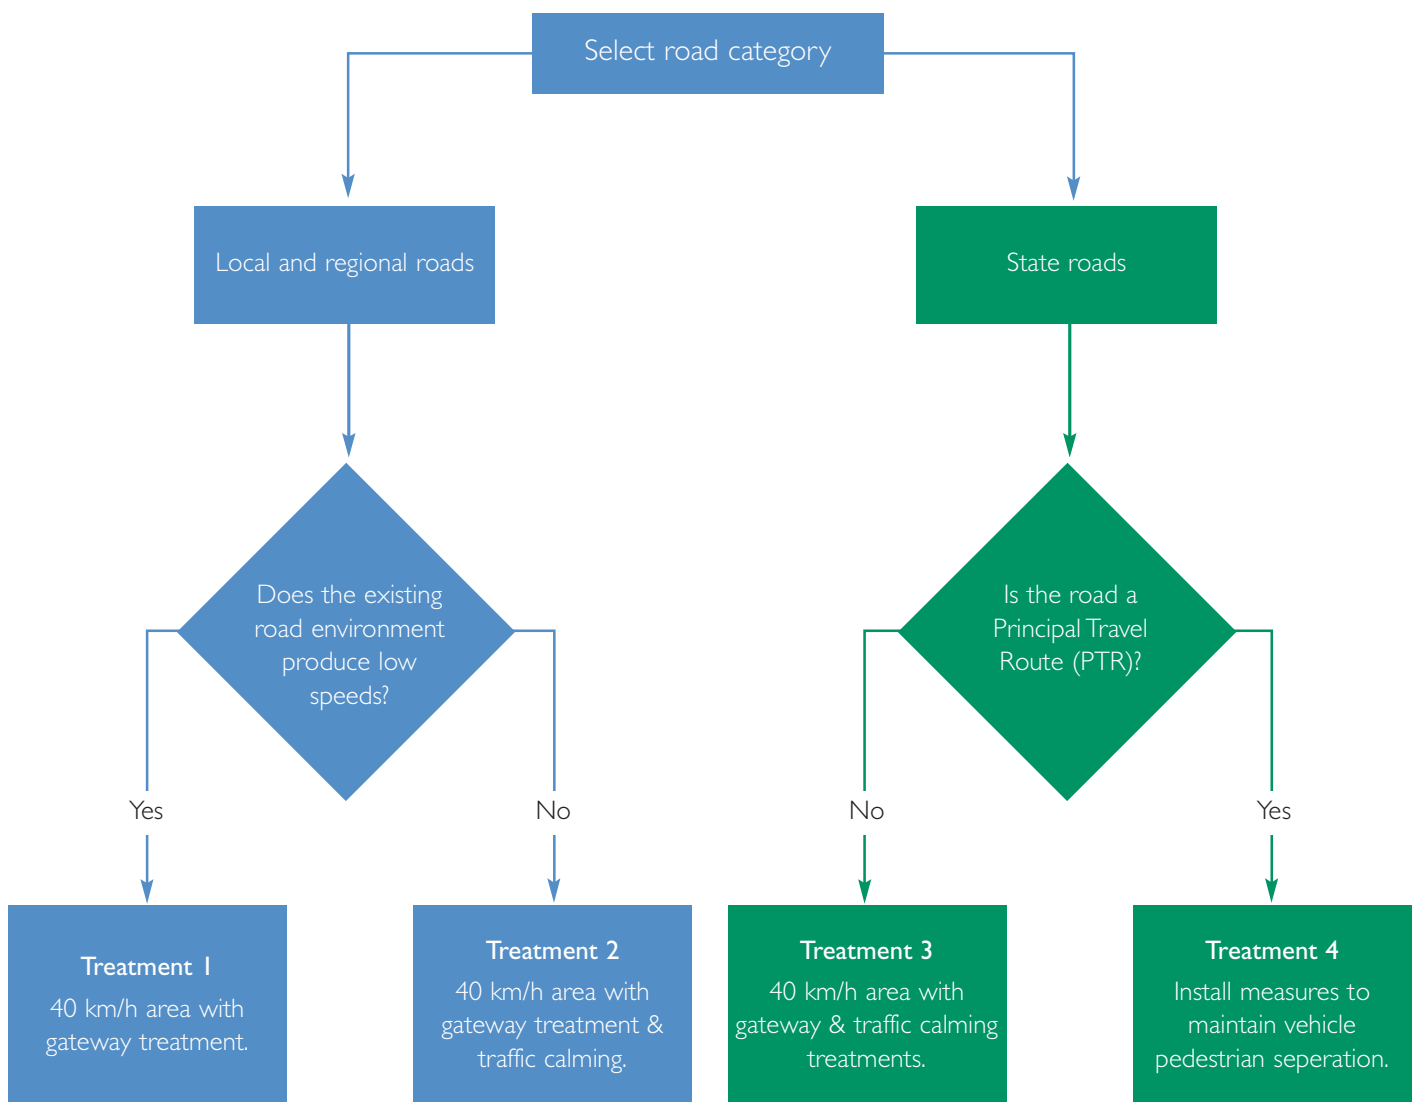 Select road category
Local and regional roads
State roads
Does the existing
road environment
produce low
speeds?
Is the road a
Principal Travel
Route (PTR)?
Yes
No
No
Yes
Treatment 1
40 km/h area with
gateway treatment.
Treatment 2
40 km/h area with
gateway treatment &
traffic calming.
Treatment 3
40 km/h area with
gateway & traffic calming
treatments.
Treatment 4
Install measures to
maintain vehicle
pedestrian seperation.